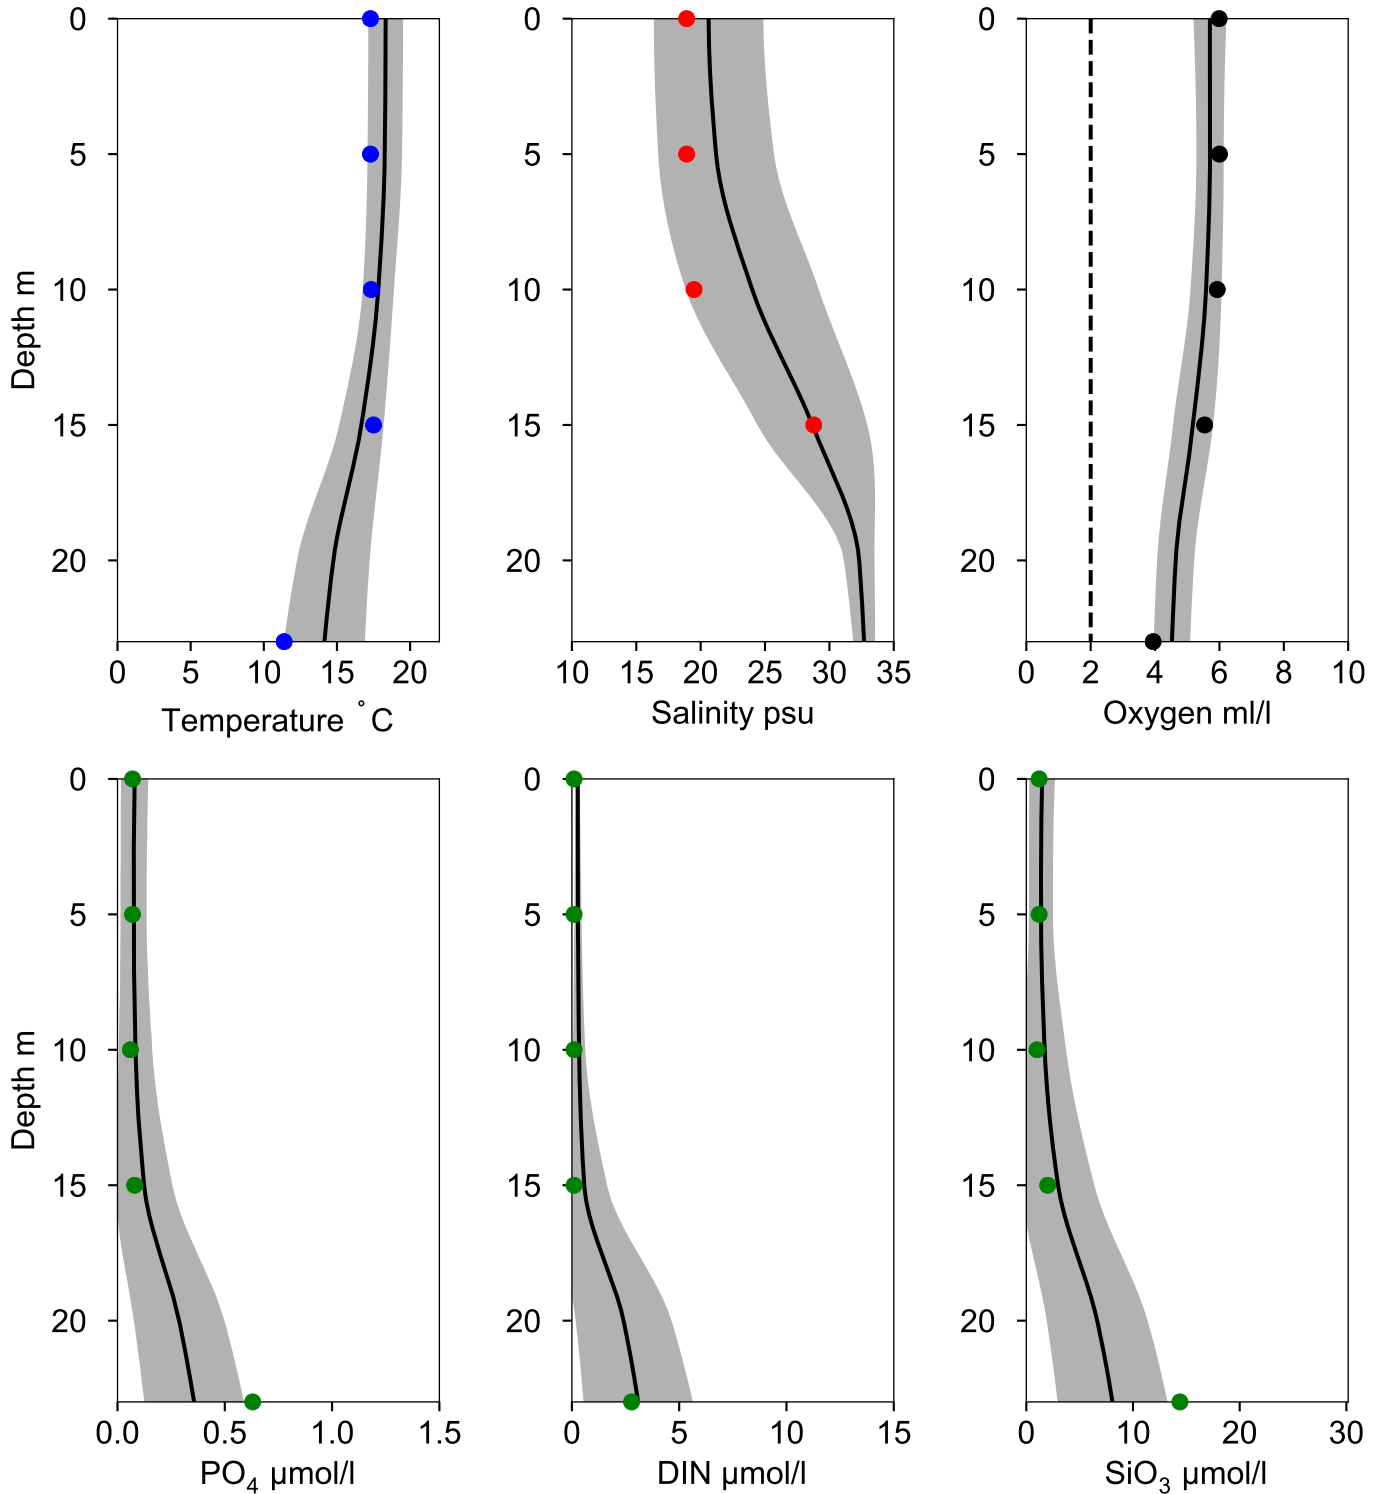 0
5
10
15
20
Depth m
0 5 10 15 20
Temperature °C
0
5
10
15
20
10 15 20 25 30 35
Salinity psu
0
5
10
15
20
0 2 4 6 8 10
Oxygen ml/l
0
5
10
15
20
Depth m
0.0 0.5 1.0 1.5
PO₄ µmol/l
0
5
10
15
20
0 5 10 15
DIN µmol/l
0
5
10
15
20
0 10 20 30
SiO₃ µmol/l